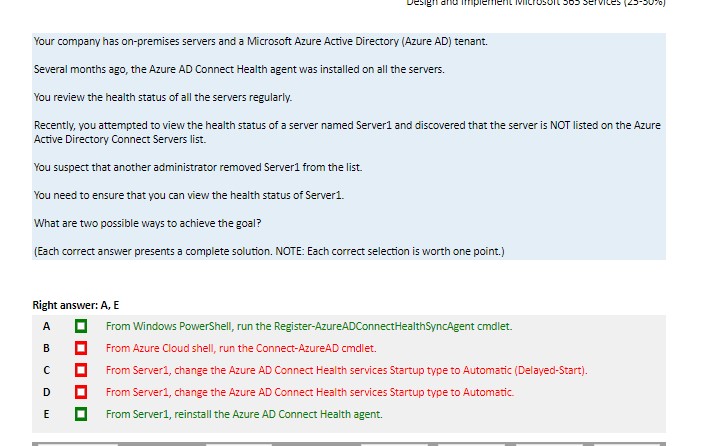 Design and Implement Microsoft 365 Services (25-30%)
Your company has on-premises servers and a Microsoft Azure Active Directory (Azure AD) tenant.
Several months ago, the Azure AD Connect Health agent was installed on all the servers.
You review the health status of all the servers regularly.
Recently, you attempted to view the health status of a server named Server1 and discovered that the server is NOT listed on the Azure
Active Directory Connect Servers list.
You suspect that another administrator removed Server1 from the list.
You need to ensure that you can view the health status of Server1.
What are two possible ways to achieve the goal?
(Each correct answer presents a complete solution. NOTE: Each correct selection is worth one point.)
Right answer: A, E
A From Windows PowerShell, run the Register-AzureADConnectHealthSyncAgent cmdlet.
B From Azure Cloud shell, run the Connect-AzureAD cmdlet.
C From Server1, change the Azure AD Connect Health services Startup type to Automatic (Delayed-Start).
D From Server1, change the Azure AD Connect Health services Startup type to Automatic.
E From Server1, reinstall the Azure AD Connect Health agent.